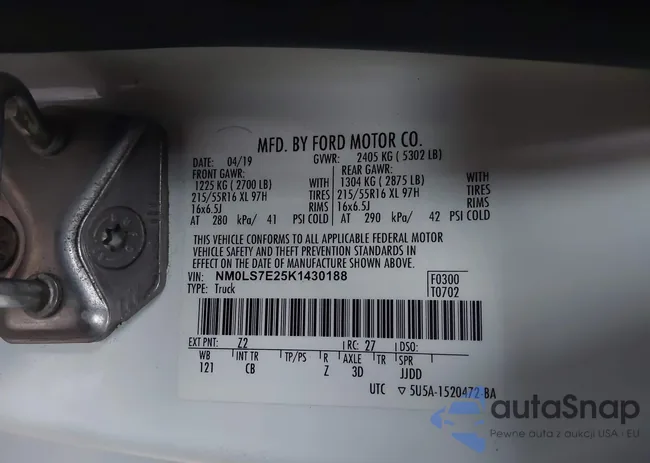 MFD. BY FORD MOTOR CO.
DATE: 04/19 GVWR: 2405 KG ( 5302 LB)
FRONT GAWR: REAR GAWR:
1225 KG ( 2700 LB) WITH 1304 KG ( 2875 LB) WITH
215/55R16 XL 97H TIRES 215/55R16 XL 97H TIRES
16x6.5J RIMS 16x6.5J RIMS
AT 280 kPa/ 41 PSI COLD AT 290 kPa/ 42 PSI COLD
THIS VEHICLE CONFORMS TO ALL APPLICABLE FEDERAL MOTOR
VEHICLE SAFETY AND THEFT PREVENTION STANDARDS IN
EFFECT ON THE DATE OF MANUFACTURE SHOWN ABOVE.
VIN: NM0LS7E25K1430188 F0300
TYPE: Truck T0702
EXT PNT: Z2 RC: 27 DSO:
WB INT TR TP/PS R AXLE TR SPR
121 CB Z 3D JJDD
UTC ▽ 5U5A-1520472-BA
autaSnap
Pewne auta z aukcji USA - EU